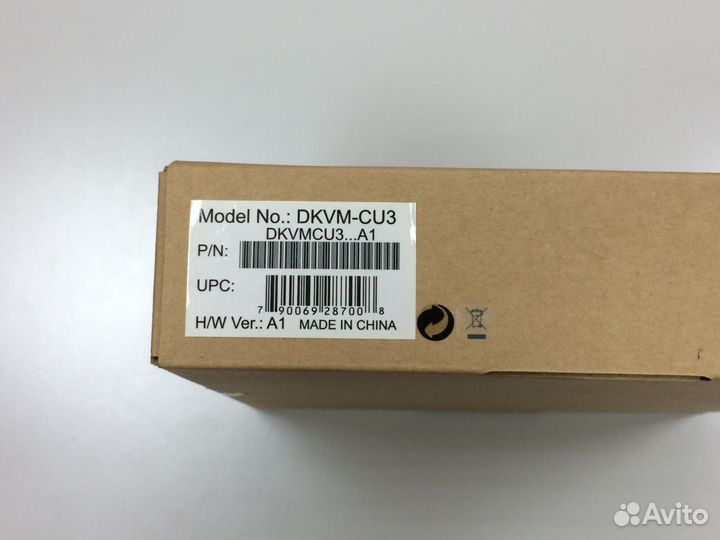 Model No.: DKVM-CU3
DKVMCU3...A1
P/N:
UPC:
7 90069 28700 8
H/W Ver.: A1 MADE IN CHINA
Avito